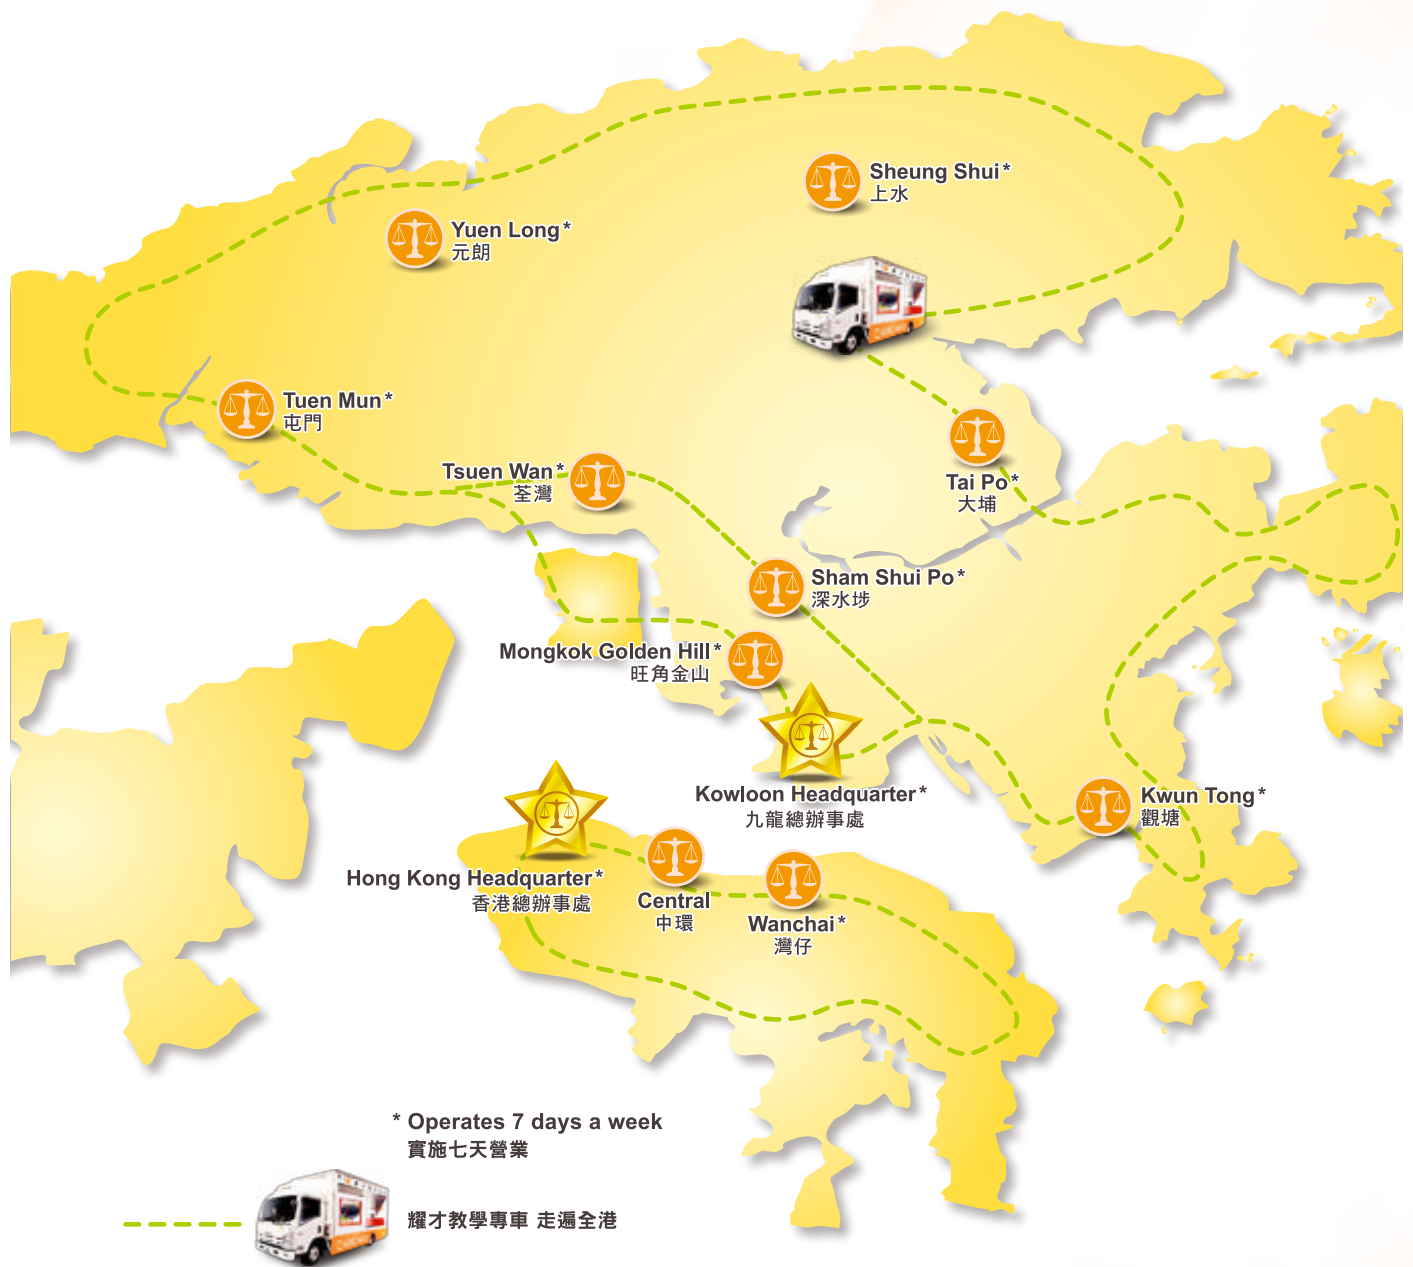 Sheung Shui*
上水
Yuen Long*
元朗
Tuen Mun*
屯門
Tsuen Wan*
荃灣
Tai Po*
大埔
Sham Shui Po*
深水埗
Mongkok Golden Hill*
旺角金山
Kowloon Headquarter*
九龍總辦事處
Kwun Tong*
觀塘
Hong Kong Headquarter*
香港總辦事處
Central
中環
Wanchai*
灣仔
* Operates 7 days a week
實施七天營業
耀才教學專車 走遍全港